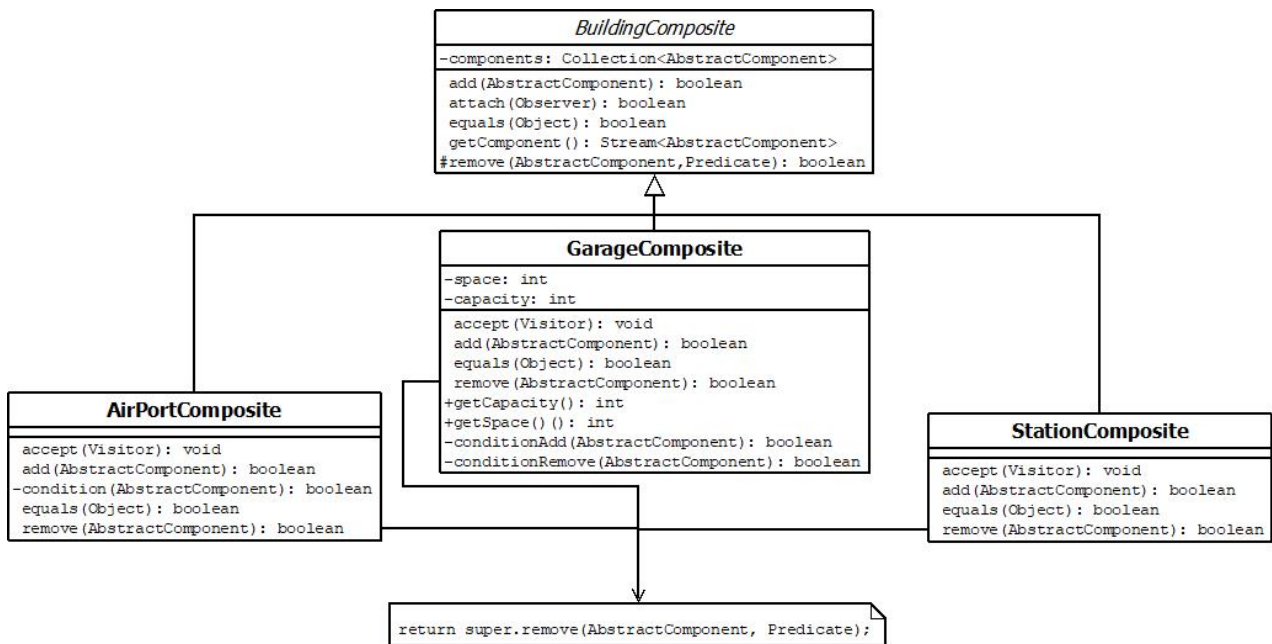 BuildingComposite
-components: Collection<AbstractComponent>
add(AbstractComponent): boolean
attach(Observer): boolean
equals(Object): boolean
getComponent(): Stream<AbstractComponent>
#remove(AbstractComponent,Predicate): boolean
GarageComposite
-space: int
-capacity: int
accept(Visitor): void
add(AbstractComponent): boolean
equals(Object): boolean
remove(AbstractComponent): boolean
+getCapacity(): int
+getSpace()(): int
-conditionAdd(AbstractComponent): boolean
-conditionRemove(AbstractComponent): boolean
AirPortComposite
accept(Visitor): void
add(AbstractComponent): boolean
-condition(AbstractComponent): boolean
equals(Object): boolean
remove(AbstractComponent): boolean
StationComposite
accept(Visitor): void
add(AbstractComponent): boolean
equals(Object): boolean
remove(AbstractComponent): boolean
return super.remove(AbstractComponent, Predicate);